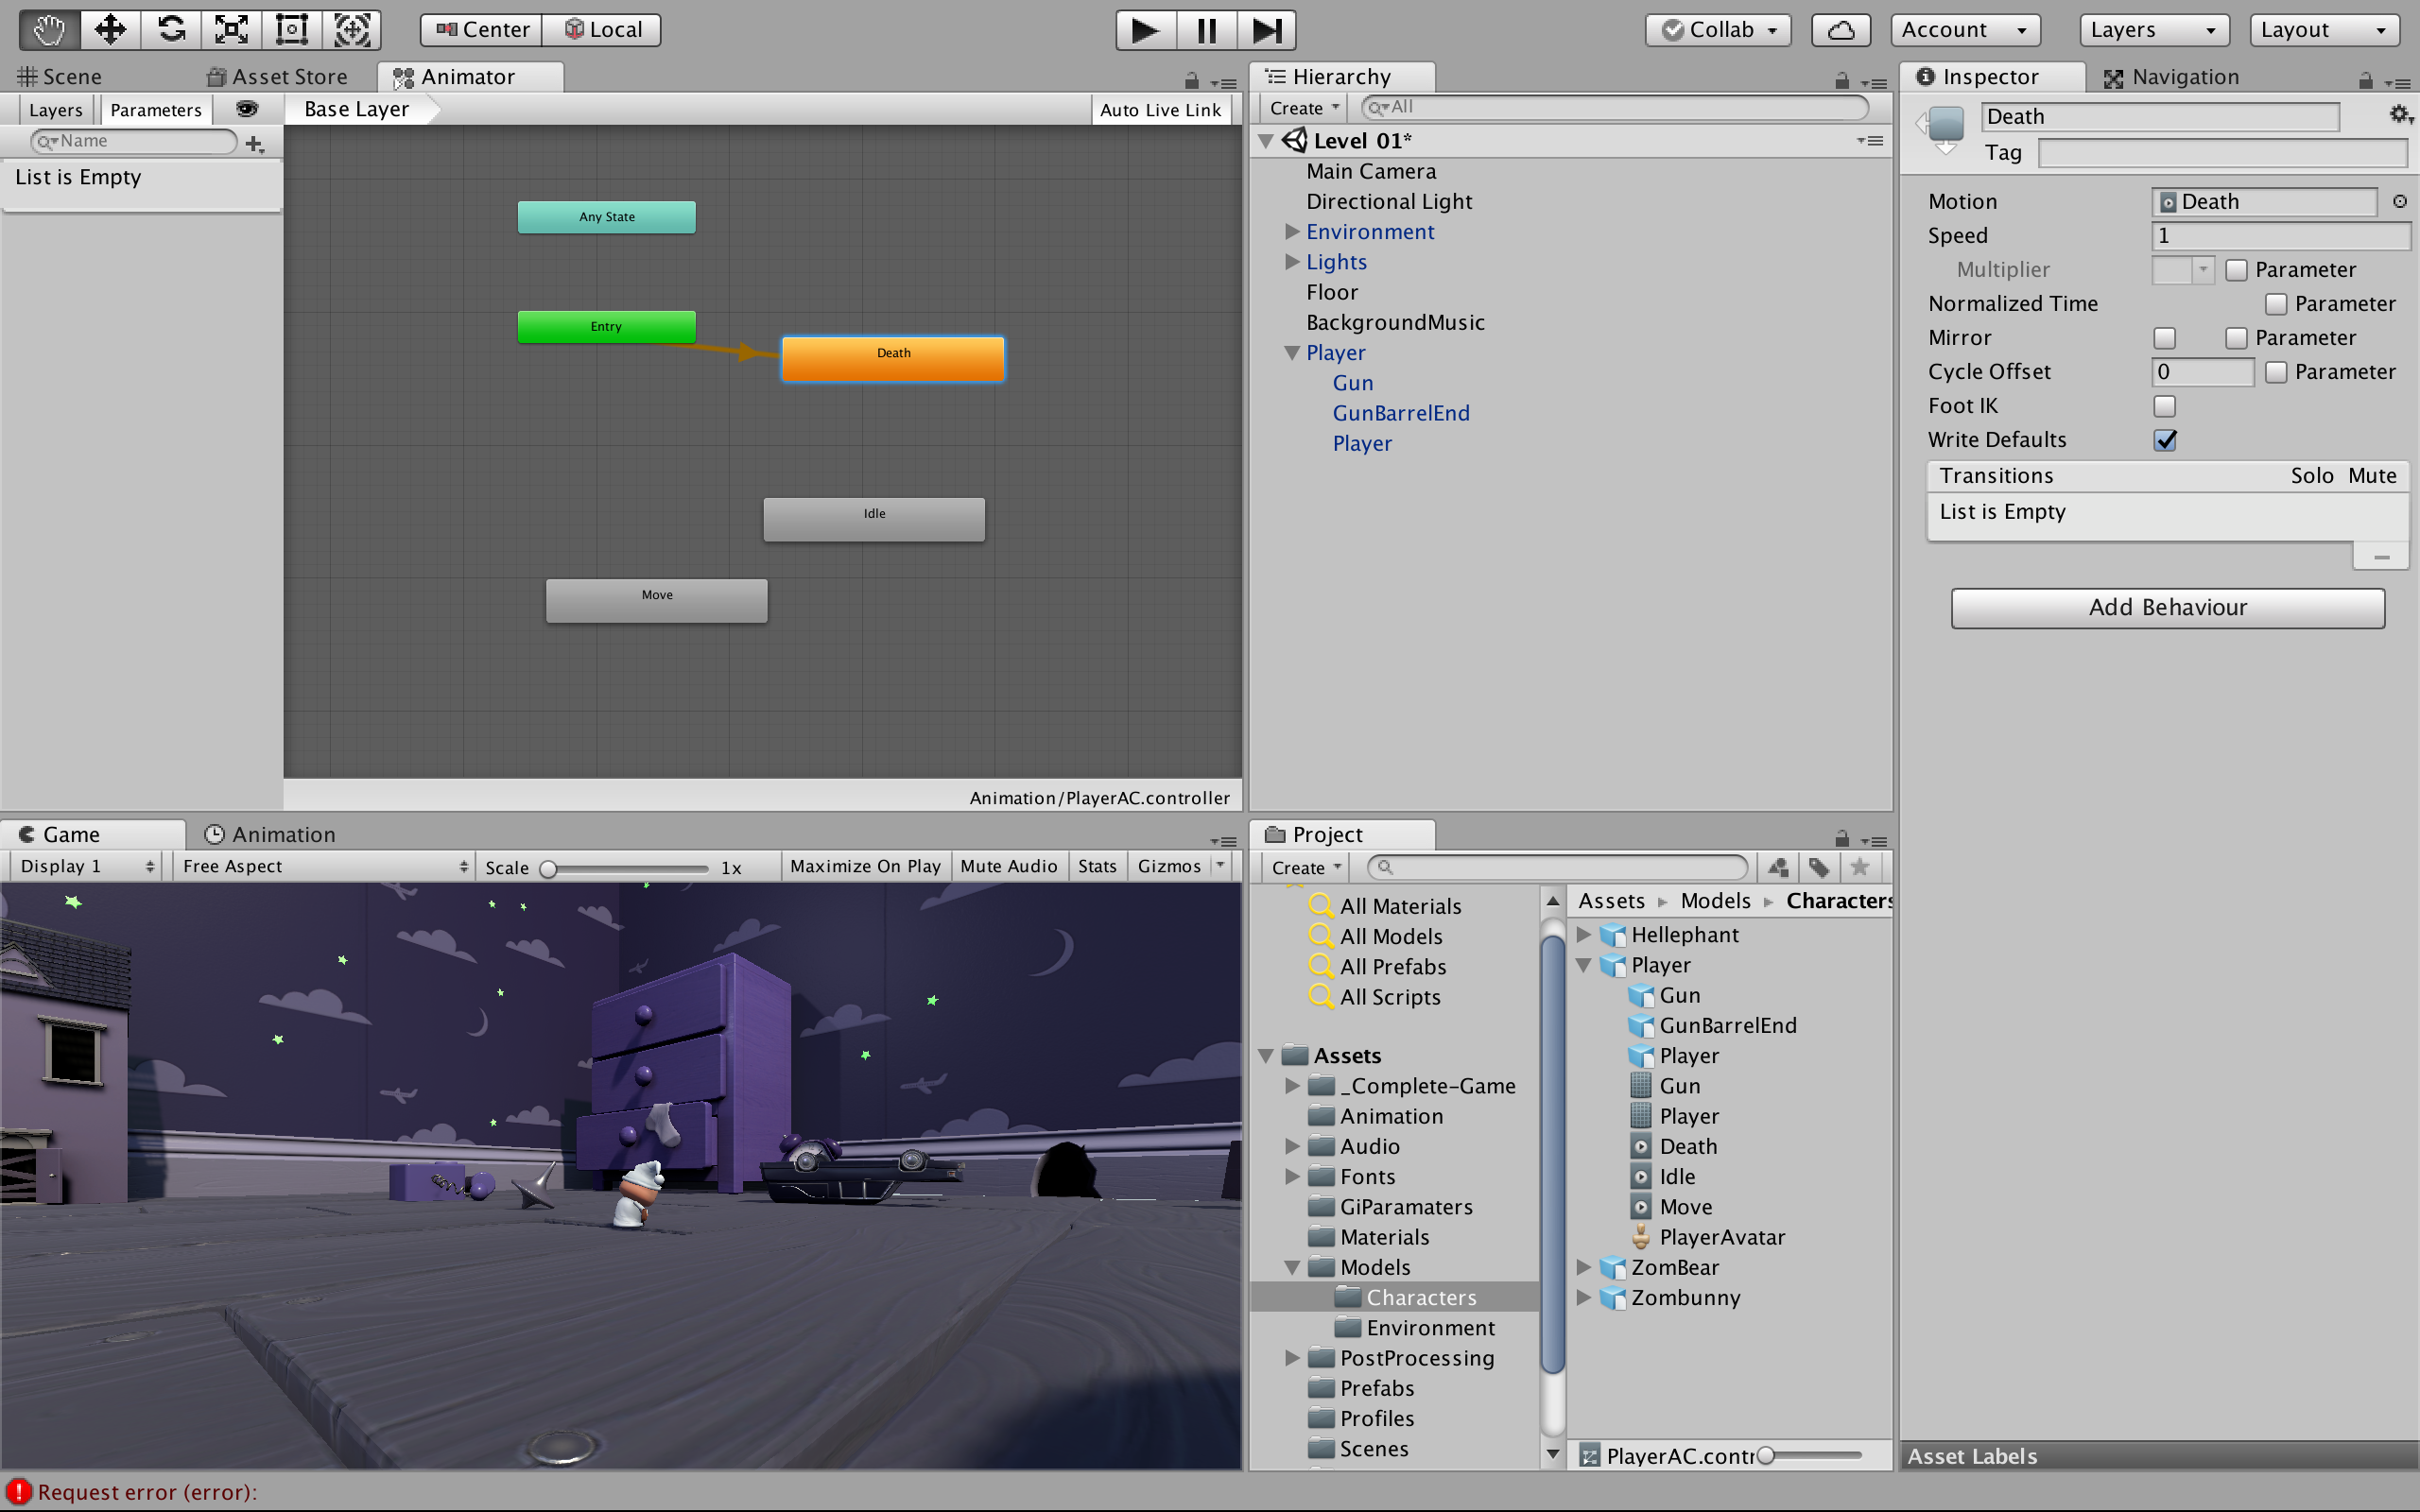 Center Local Collab Account Layers Layout
Scene Asset Store Animator
Layers Parameters Base Layer Auto Live Link
Name
List is Empty
Any State
Entry
Death
Idle
Move
Animation/PlayerAC.controller
Hierarchy
Create All
Level 01*
Main Camera
Directional Light
Environment
Lights
Floor
BackgroundMusic
Player
Gun
GunBarrelEnd
Player
Inspector Navigation
Death
Tag
Motion Death
Speed 1
Multiplier Parameter
Normalized Time Parameter
Mirror Parameter
Cycle Offset 0 Parameter
Foot IK
Write Defaults
Transitions Solo Mute
List is Empty
Add Behaviour
Asset Labels
Game Animation
Display 1 Free Aspect Scale 1x Maximize On Play Mute Audio Stats Gizmos
Project
Create
All Materials
All Models
All Prefabs
All Scripts
Assets
_Complete-Game
Animation
Audio
Fonts
GiParamaters
Materials
Models
Characters
Environment
PostProcessing
Prefabs
Profiles
Scenes
Assets Models Characters
Hellephant
Player
Gun
GunBarrelEnd
Player
Gun
Player
Death
Idle
Move
PlayerAvatar
ZomBear
Zombunny
PlayerAC.contr
Request error (error):